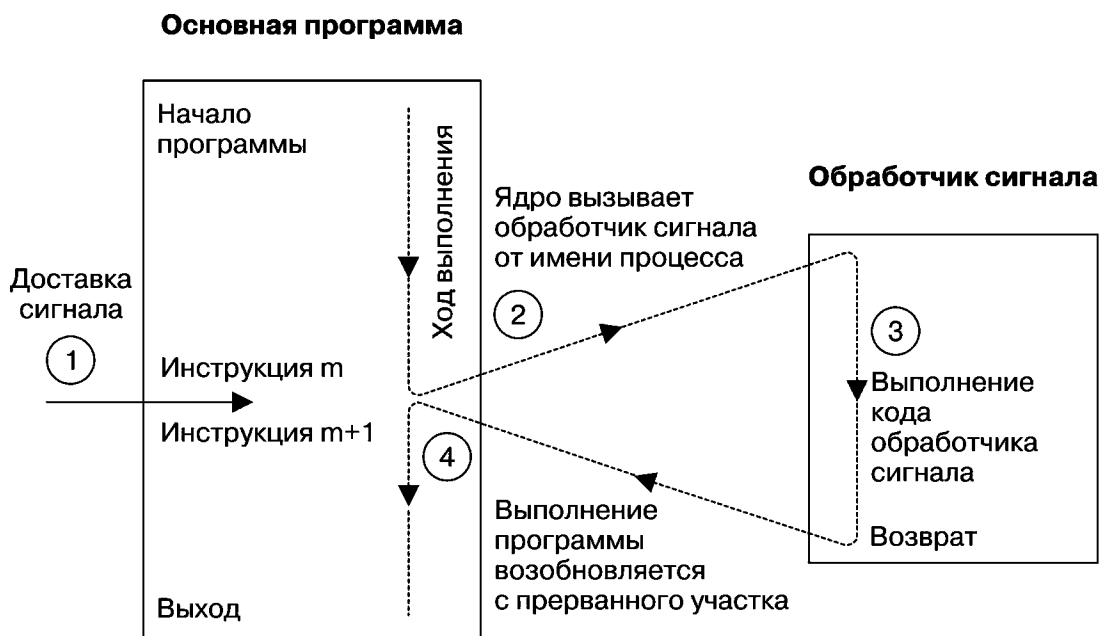 Основная программа
Начало
программы
Ход выполнения
Доставка
сигнала
1
Инструкция m
Инструкция m+1
Выход
Ядро вызывает
обработчик сигнала
от имени процесса
2
Обработчик сигнала
3
Выполнение
кода
обработчика
сигнала
Возврат
4
Выполнение
программы
возобновляется
с прерванного участка